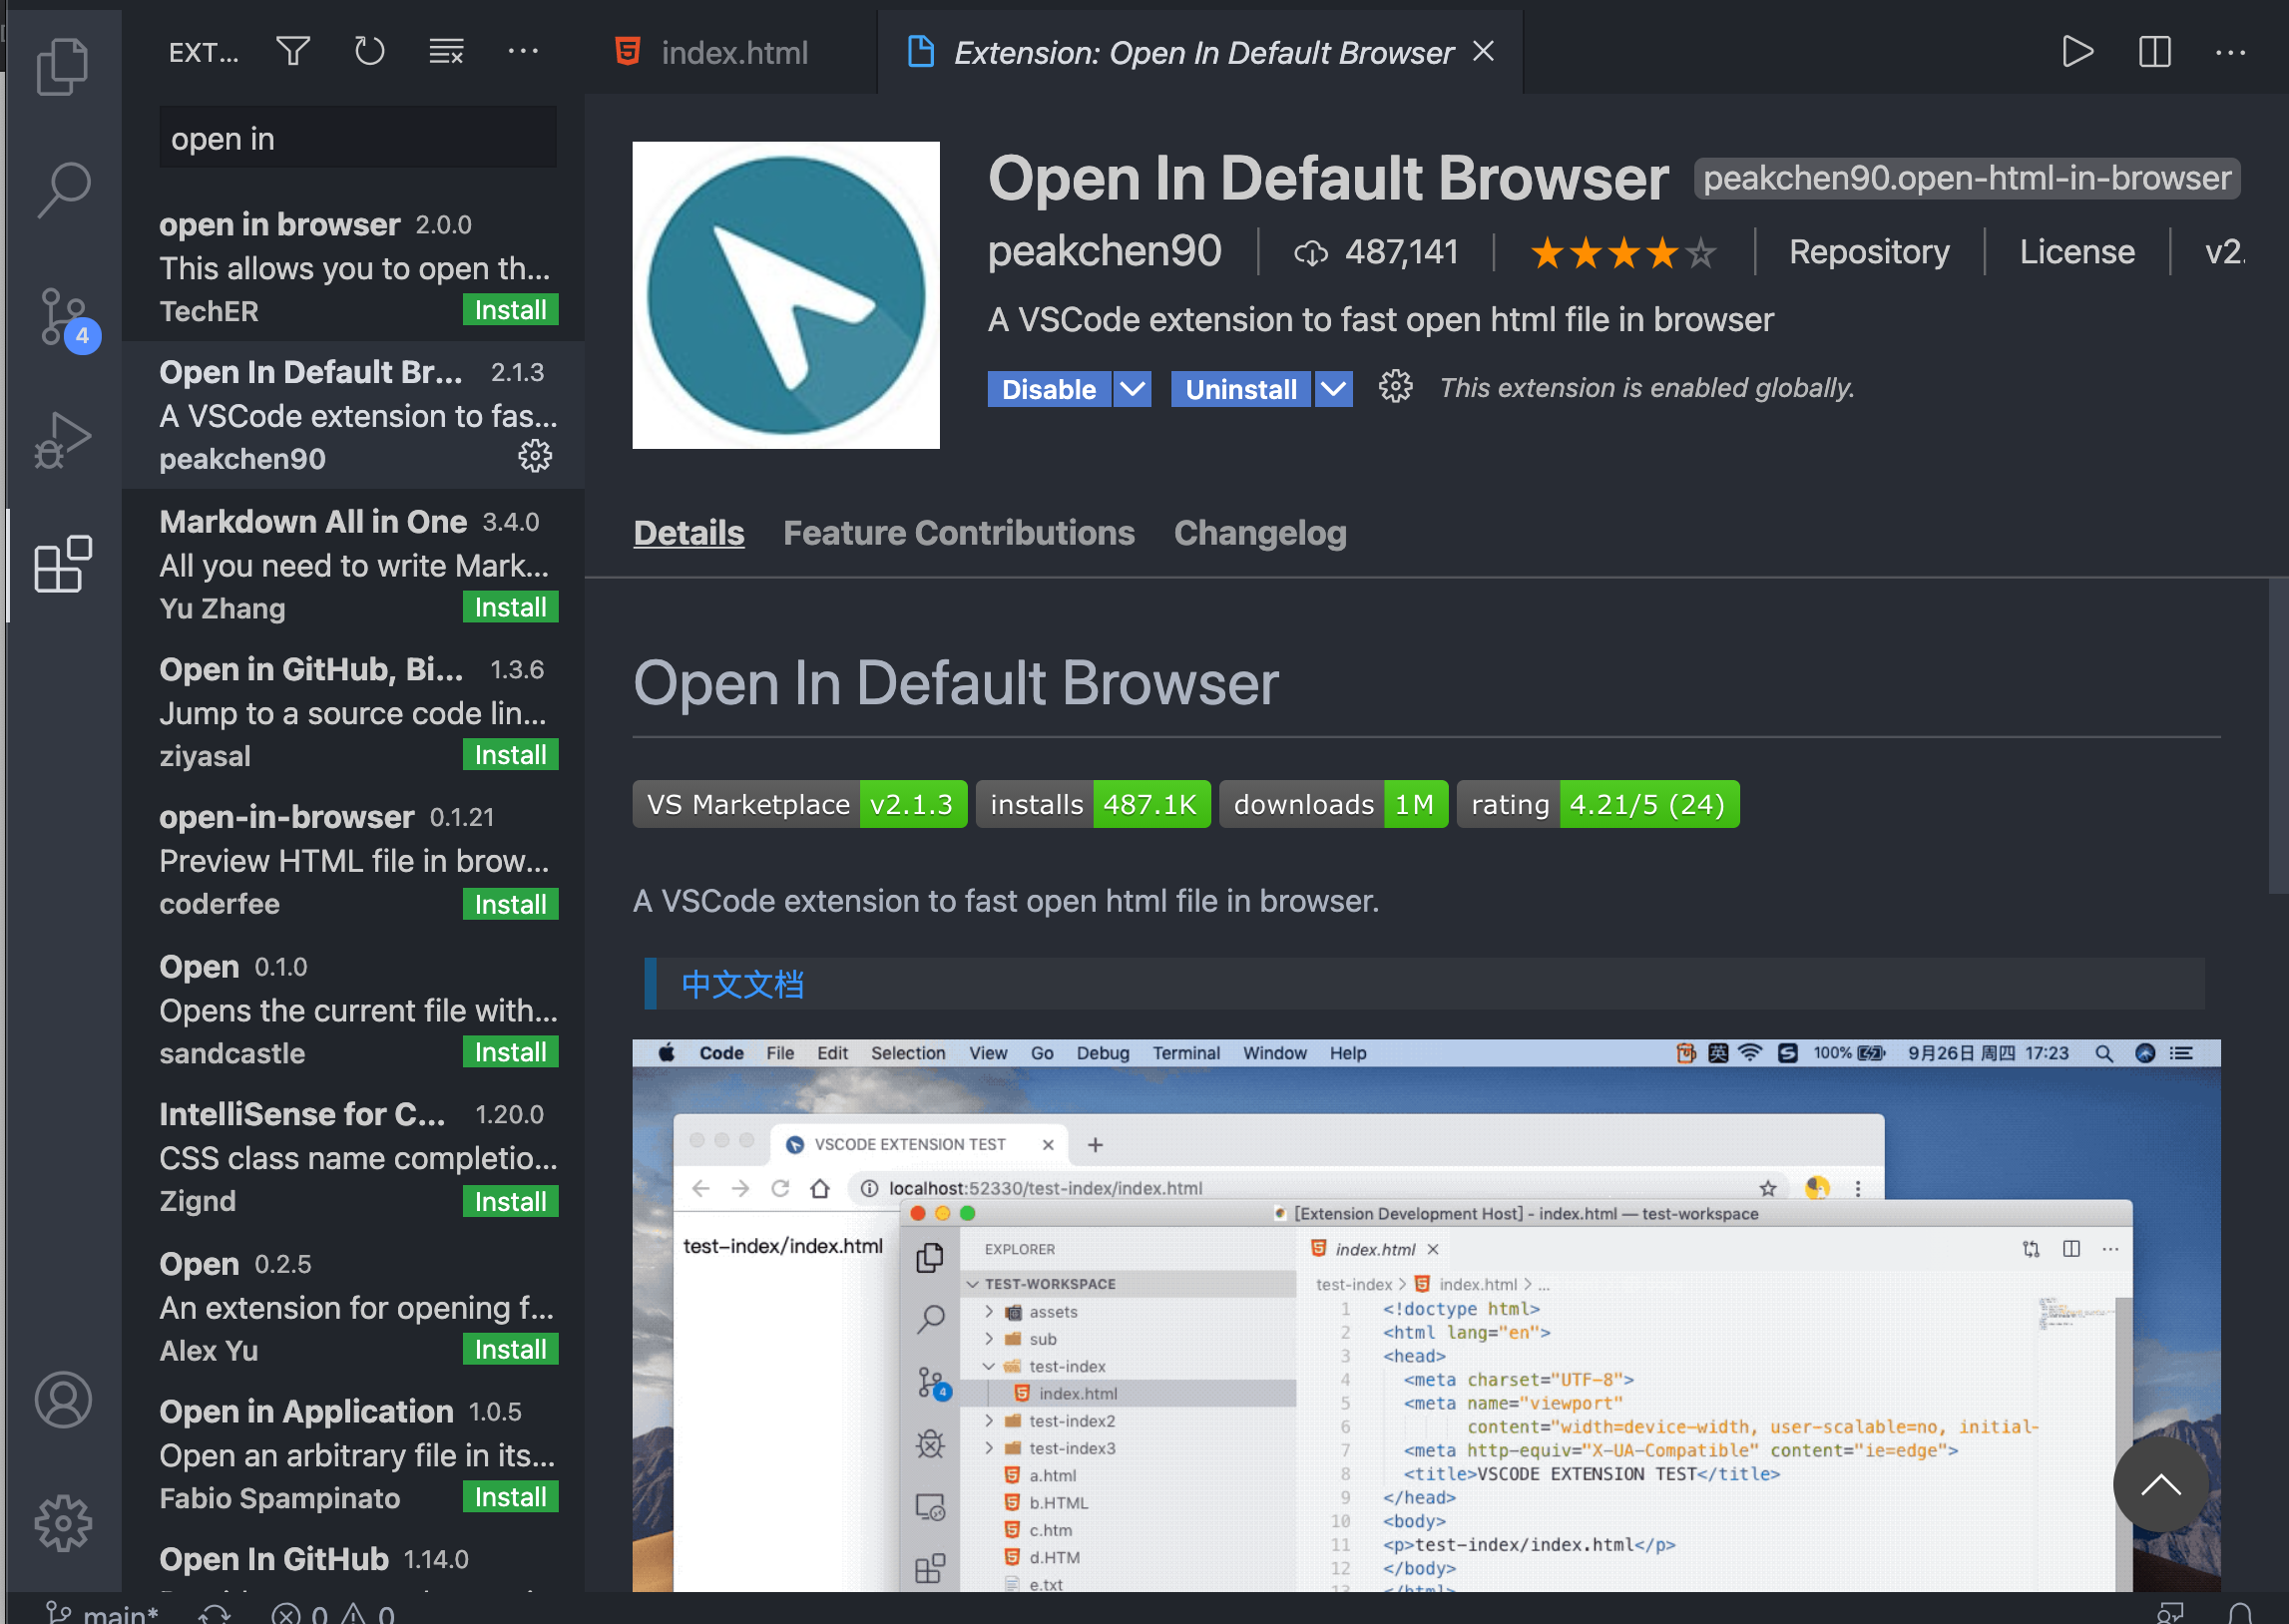 EXT...
open in
open in browser 2.0.0
This allows you to open th...
TechER Install
4
Open In Default Br... 2.1.3
A VSCode extension to fas...
peakchen90
Markdown All in One 3.4.0
All you need to write Mark...
Yu Zhang Install
Open in GitHub, Bi... 1.3.6
Jump to a source code lin...
ziyasal Install
open-in-browser 0.1.21
Preview HTML file in brow...
coderfee Install
Open 0.1.0
Opens the current file with...
sandcastle Install
IntelliSense for C... 1.20.0
CSS class name completio...
Zignd Install
Open 0.2.5
An extension for opening f...
Alex Yu Install
Open in Application 1.0.5
Open an arbitrary file in its...
Fabio Spampinato Install
Open In GitHub 1.14.0
index.html
Extension: Open In Default Browser
Open In Default Browser peakchen90.open-html-in-browser
peakchen90 487,141 Repository License v2.
A VSCode extension to fast open html file in browser
Disable Uninstall This extension is enabled globally.
Details Feature Contributions Changelog
Open In Default Browser
VS Marketplace v2.1.3 installs 487.1K downloads 1M rating 4.21/5 (24)
A VSCode extension to fast open html file in browser.
中文文档
Code File Edit Selection View Go Debug Terminal Window Help 英 100% 9月26日 周四 17:23
VSCODE EXTENSION TEST
localhost:52330/test-index/index.html
test-index/index.html
[Extension Development Host] - index.html — test-workspace
EXPLORER
TEST-WORKSPACE
assets
sub
test-index
index.html
4
test-index2
test-index3
a.html
b.HTML
c.htm
d.HTM
e.txt
index.html
test-index > index.html > ...
1 <!doctype html>
2 <html lang="en">
3 <head>
4 <meta charset="UTF-8">
5 <meta name="viewport"
6 content="width=device-width, user-scalable=no, initial-
7 <meta http-equiv="X-UA-Compatible" content="ie=edge">
8 <title>VSCODE EXTENSION TEST</title>
9 </head>
10 <body>
11 <p>test-index/index.html</p>
12 </body>
13 </html>
main* 0 0